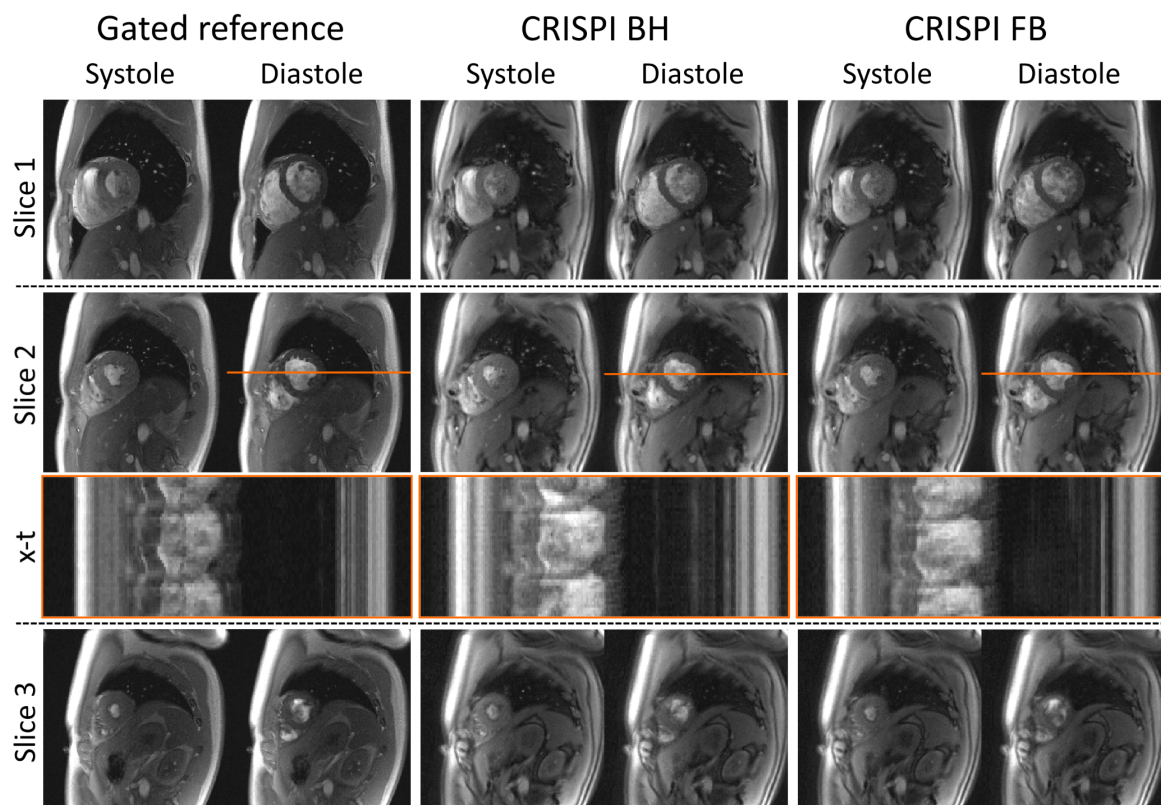 Gated reference CRISPI BH CRISPI FB
Systole Diastole Systole Diastole Systole Diastole
Slice 1
Slice 2
x-t
Slice 3